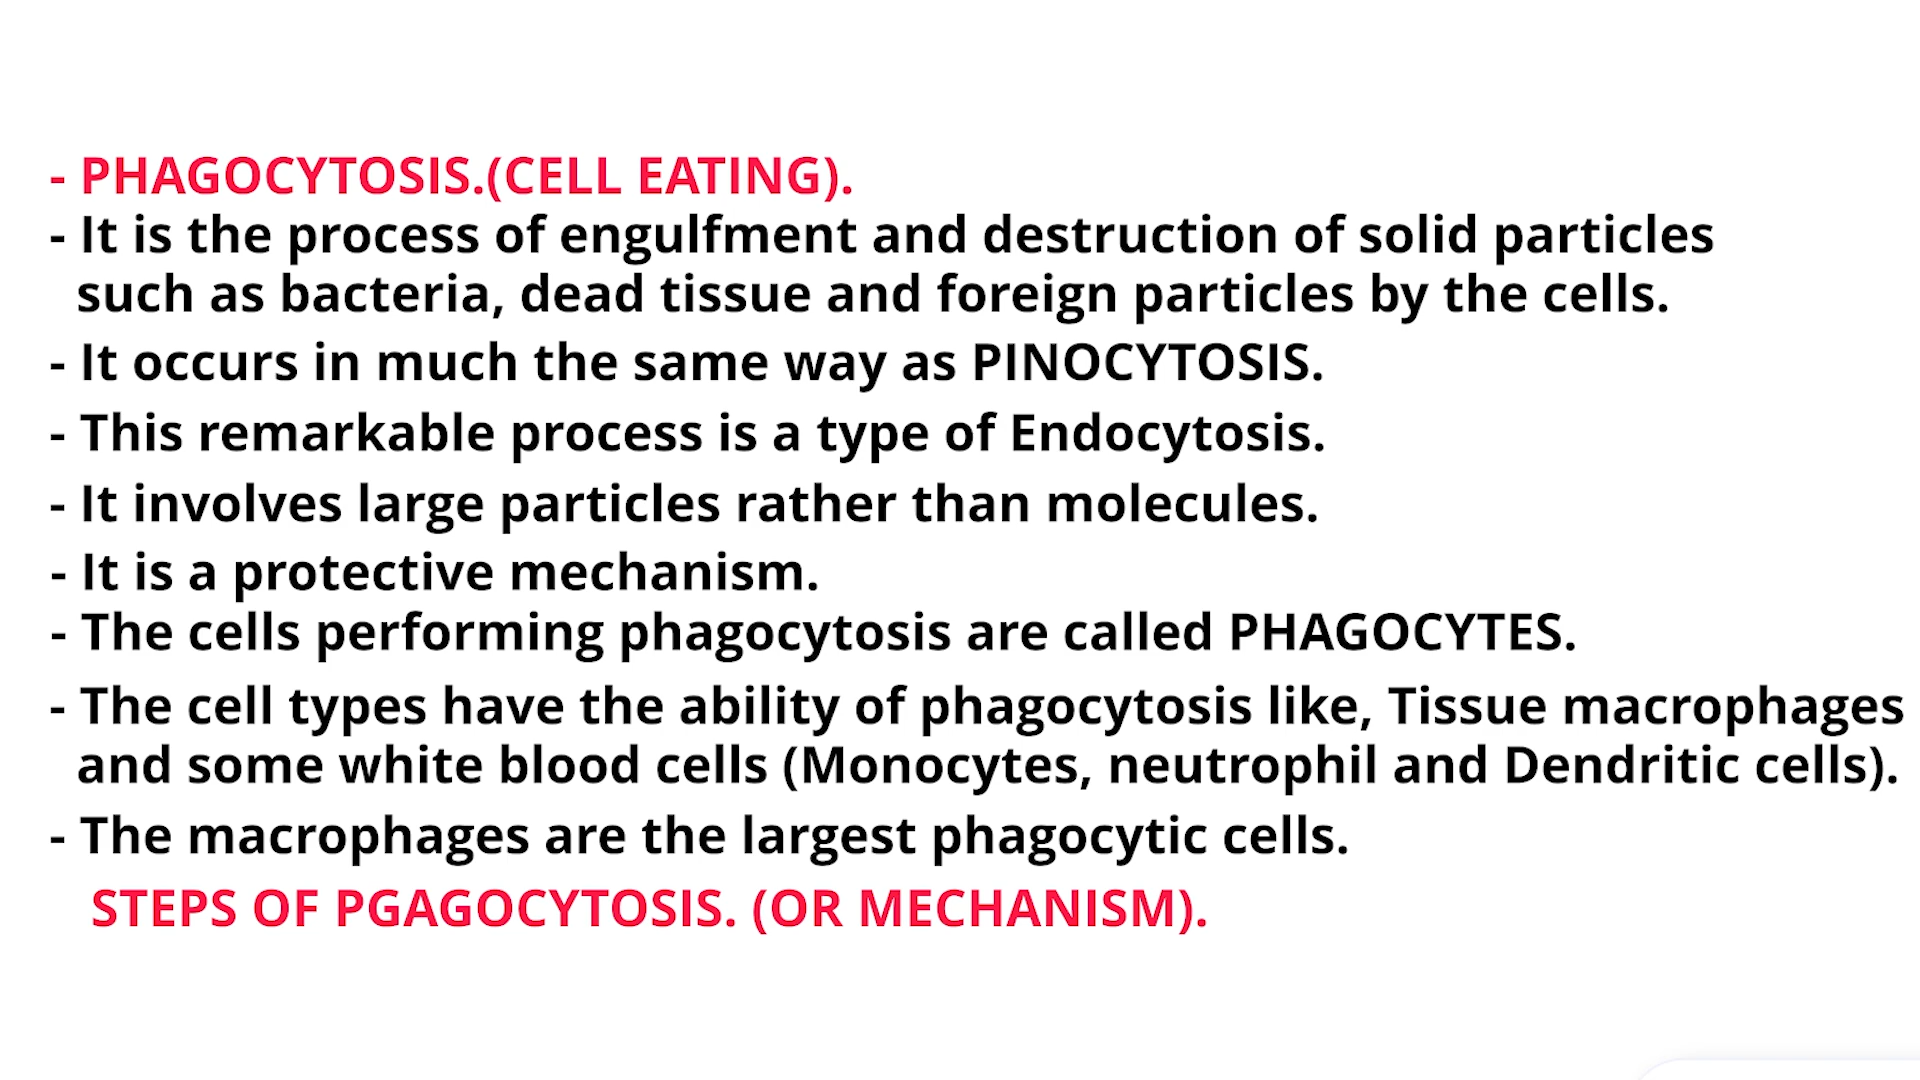 - PHAGOCYTOSIS.(CELL EATING).
- It is the process of engulfment and destruction of solid particles
such as bacteria, dead tissue and foreign particles by the cells.
- It occurs in much the same way as PINOCYTOSIS.
- This remarkable process is a type of Endocytosis.
- It involves large particles rather than molecules.
- It is a protective mechanism.
- The cells performing phagocytosis are called PHAGOCYTES.
- The cell types have the ability of phagocytosis like, Tissue macrophages
and some white blood cells (Monocytes, neutrophil and Dendritic cells).
- The macrophages are the largest phagocytic cells.
STEPS OF PGAGOCYTOSIS. (OR MECHANISM).